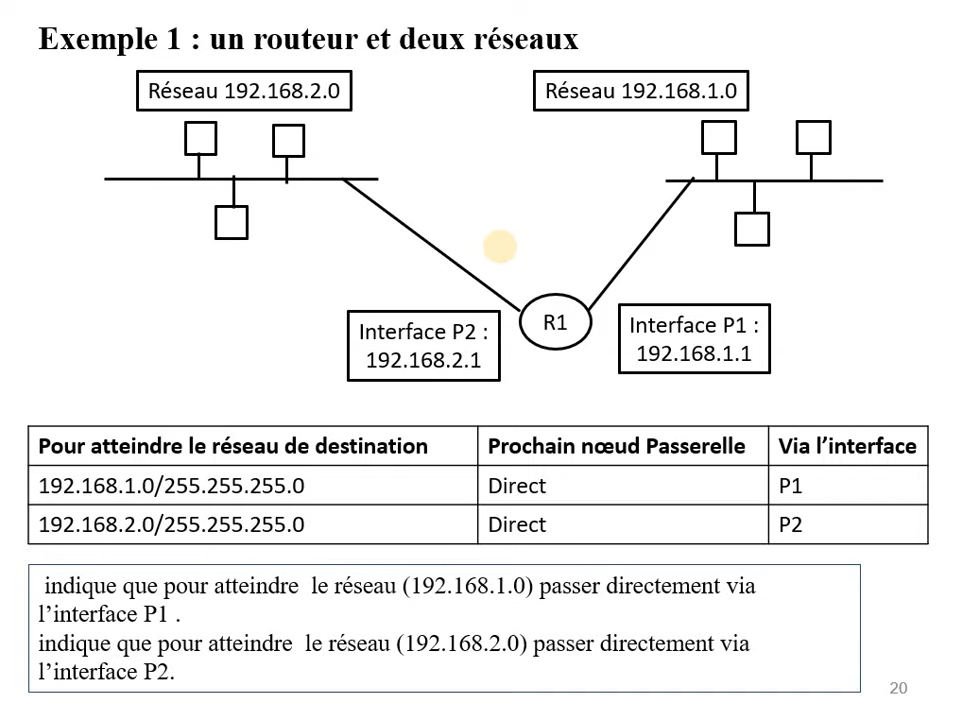 Exemple 1 : un routeur et deux réseaux
Réseau 192.168.2.0
Réseau 192.168.1.0
R1
Interface P2 :
192.168.2.1
Interface P1 :
192.168.1.1
Pour atteindre le réseau de destination Prochain nœud Passerelle Via l’interface
192.168.1.0/255.255.255.0 Direct P1
192.168.2.0/255.255.255.0 Direct P2
indique que pour atteindre le réseau (192.168.1.0) passer directement via
l’interface P1 .
indique que pour atteindre le réseau (192.168.2.0) passer directement via
l’interface P2.
20